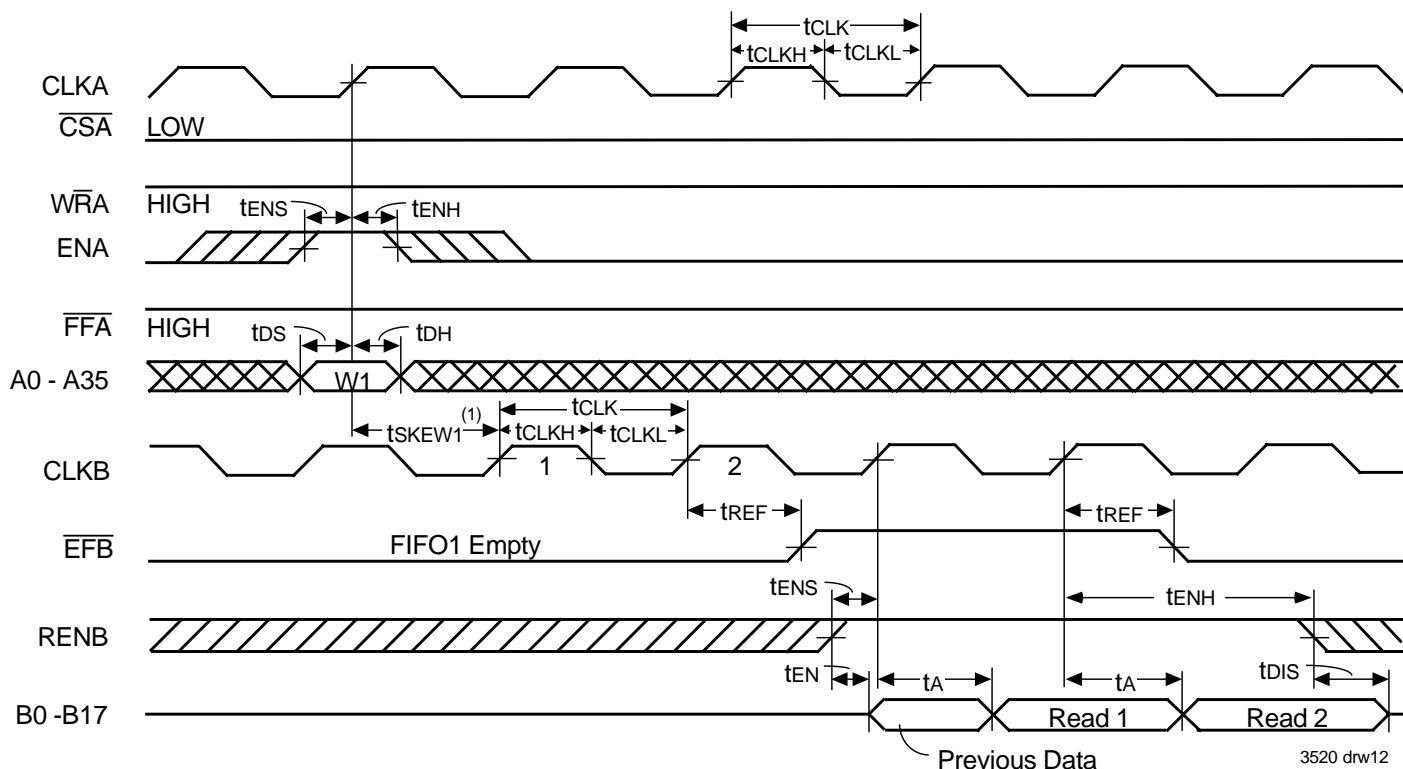 tCLK
tCLKH tCLKL
CLKA
CSA LOW
WRA HIGH
tENS tENH
ENA
FFA HIGH
tDS tDH
A0 - A35 W1
tSKEW1(1) tCLK
tCLKH tCLKL
CLKB 1 2
tREF tREF
EFB FIFO1 Empty
tENS tENH
RENB
tEN tA tA tDIS
B0 -B17 Read 1 Read 2
Previous Data
3520 drw12